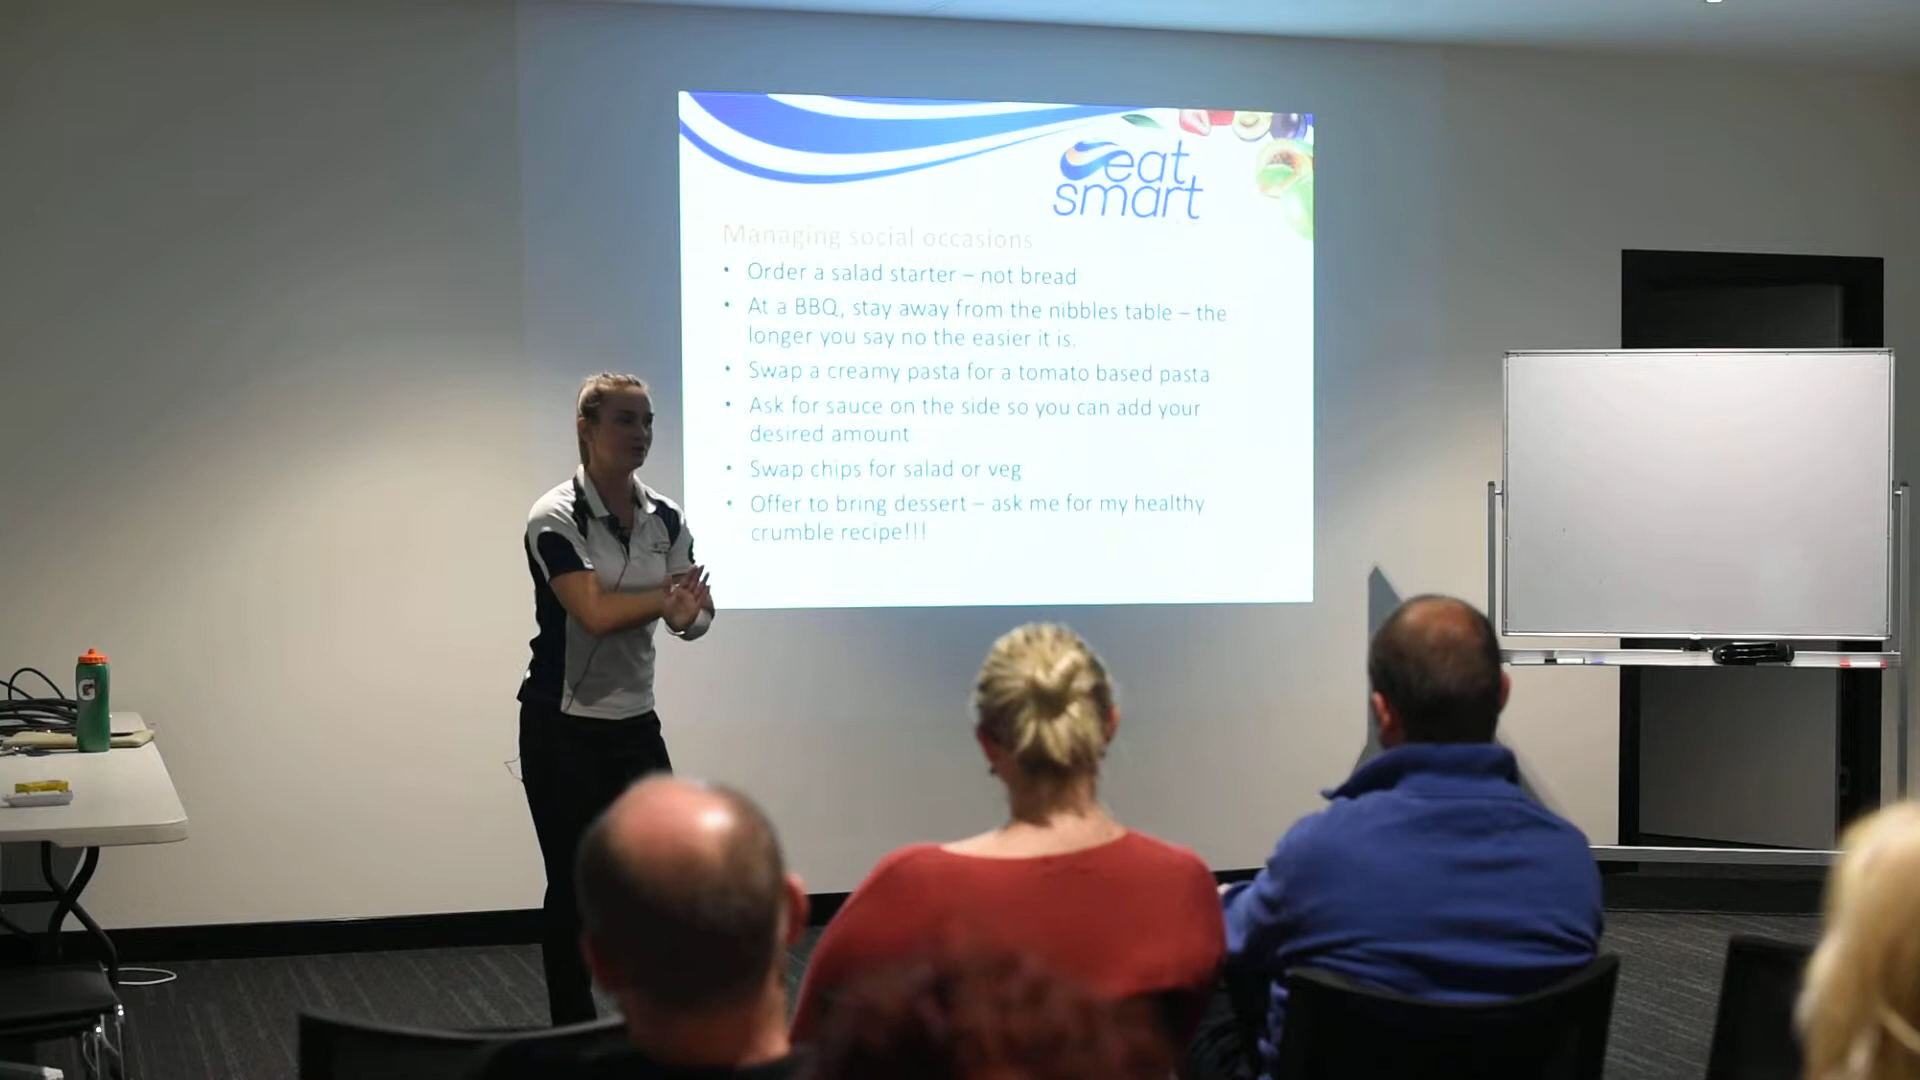 eat
smart
Managing social occasions
• Order a salad starter – not bread
• At a BBQ, stay away from the nibbles table – the
longer you say no the easier it is.
• Swap a creamy pasta for a tomato based pasta
• Ask for sauce on the side so you can add your
desired amount
• Swap chips for salad or veg
• Offer to bring dessert – ask me for my healthy
crumble recipe!!!
G